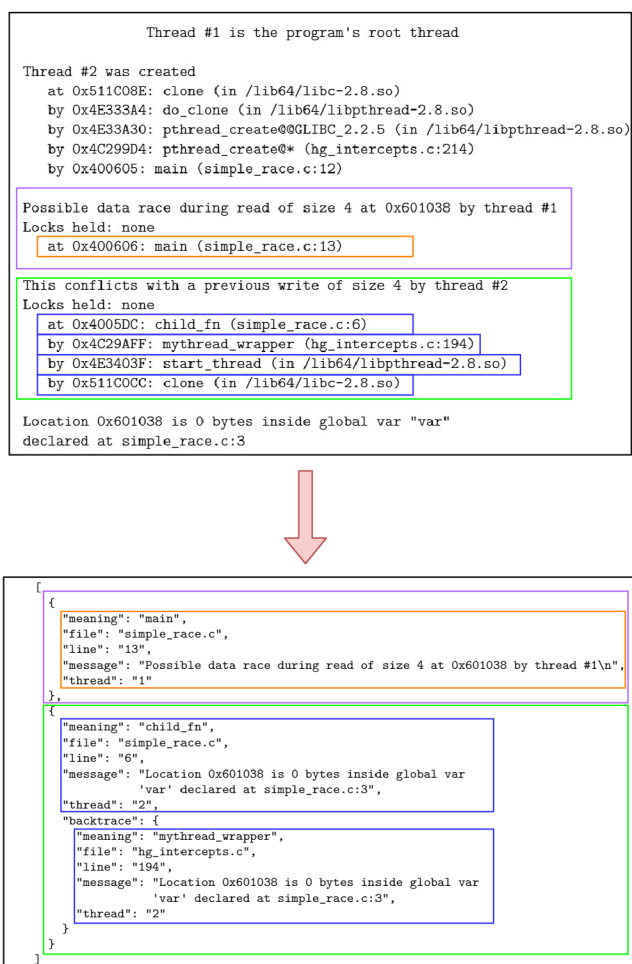 Thread #1 is the program's root thread
Thread #2 was created
at 0x511C08E: clone (in /lib64/libc-2.8.so)
by 0x4E333A4: do_clone (in /lib64/libpthread-2.8.so)
by 0x4E33A30: pthread_create@@GLIBC_2.2.5 (in /lib64/libpthread-2.8.so)
by 0x4C299D4: pthread_create@* (hg_intercepts.c:214)
by 0x400605: main (simple_race.c:12)
Possible data race during read of size 4 at 0x601038 by thread #1
Locks held: none
at 0x400606: main (simple_race.c:13)
This conflicts with a previous write of size 4 by thread #2
Locks held: none
at 0x4005DC: child_fn (simple_race.c:6)
by 0x4C29AFF: mythread_wrapper (hg_intercepts.c:194)
by 0x4E3403F: start_thread (in /lib64/libpthread-2.8.so)
by 0x511C0CC: clone (in /lib64/libc-2.8.so)
Location 0x601038 is 0 bytes inside global var "var"
declared at simple_race.c:3
[
{
"meaning": "main",
"file": "simple_race.c",
"line": "13",
"message": "Possible data race during read of size 4 at 0x601038 by thread #1\n",
"thread": "1"
},
{
"meaning": "child_fn",
"file": "simple_race.c",
"line": "6",
"message": "Location 0x601038 is 0 bytes inside global var
'var' declared at simple_race.c:3",
"thread": "2",
"backtrace": {
"meaning": "mythread_wrapper",
"file": "hg_intercepts.c",
"line": "194",
"message": "Location 0x601038 is 0 bytes inside global var
'var' declared at simple_race.c:3",
"thread": "2"
}
}
]